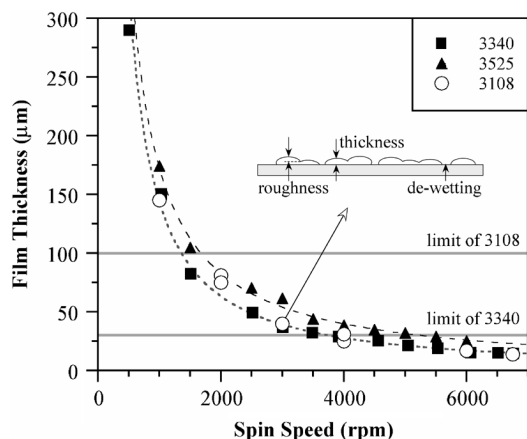 300
250
200
150
100
50
0
Film Thickness (μm)
3340
3525
3108
thickness
roughness
de-wetting
limit of 3108
limit of 3340
0
2000
4000
6000
Spin Speed (rpm)